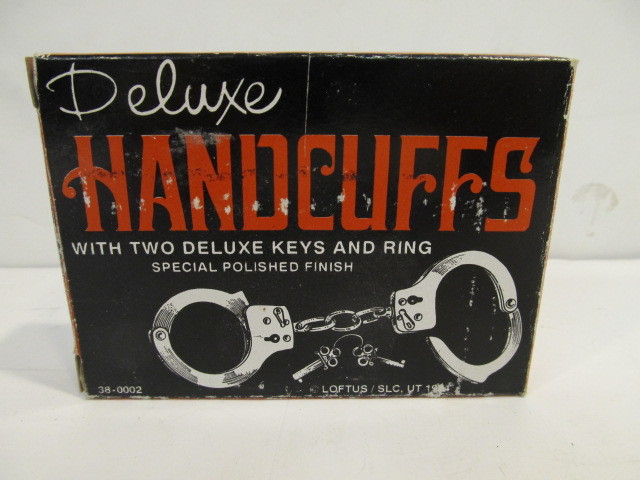 Deluxe
HANDCUFFS
WITH TWO DELUXE KEYS AND RING
SPECIAL POLISHED FINISH
38-0002
© LOFTUS / SLC, UT